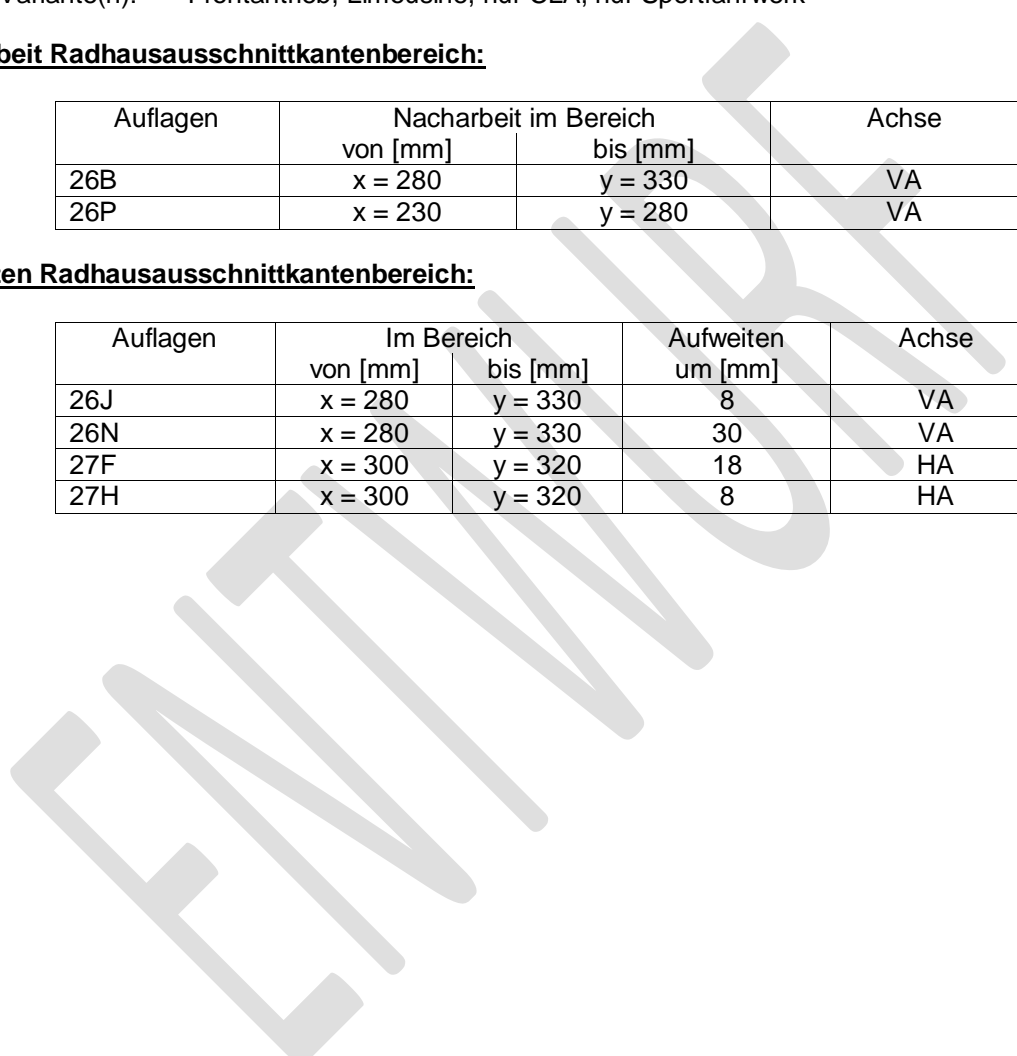 Variante(n): Frontantrieb, Limousine, nur CLA, nur Sportfahrwerk
beit Radhausausschnittkantenbereich:
Auflagen Nacharbeit im Bereich Achse
von [mm] bis [mm]
26B x = 280 y = 330 VA
26P x = 230 y = 280 VA
ten Radhausausschnittkantenbereich:
Auflagen Im Bereich Aufweiten Achse
von [mm] bis [mm] um [mm]
26J x = 280 y = 330 8 VA
26N x = 280 y = 330 30 VA
27F x = 300 y = 320 18 HA
27H x = 300 y = 320 8 HA
ENTWURF